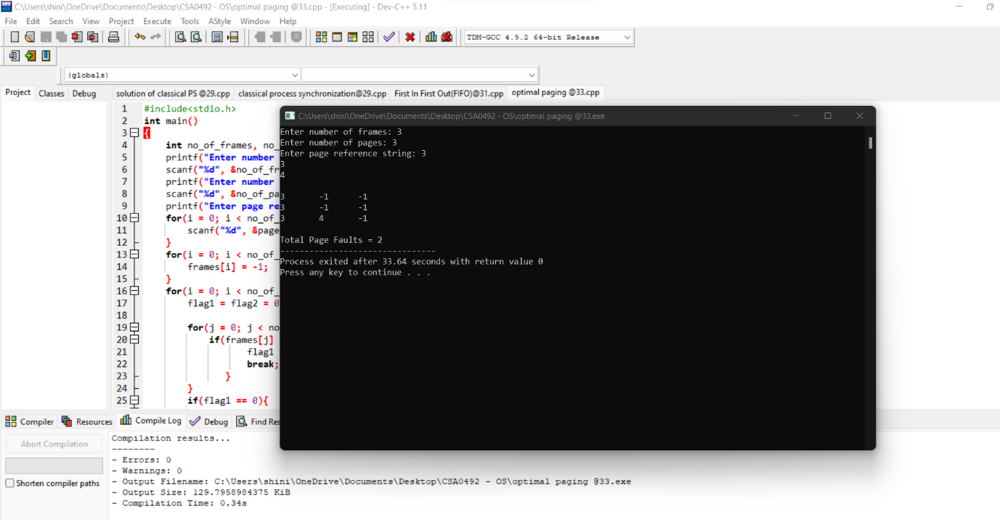 C:\Users\shini\OneDrive\Documents\Desktop\CSA0492 - OS\optimal paging @33.cpp - [Executing] - Dev-C++ 5.11
File Edit Search View Project Execute Tools AStyle Window Help
TDM-GCC 4.9.2 64-bit Release
(globals)
Project Classes Debug
solution of classical PS @29.cpp classical process synchronization@29.cpp First In First Out(FIFO)@31.cpp optimal paging @33.cpp
1 #include<stdio.h>
2 int main()
3 {
4 int no_of_frames, no_
5 printf("Enter number
6 scanf("%d", &no_of_fr
7 printf("Enter number
8 scanf("%d", &no_of_pa
9 printf("Enter page re
10 for(i = 0; i < no_of_
11 scanf("%d", &page
12 }
13 for(i = 0; i < no_of_
14 frames[i] = -1;
15 }
16 for(i = 0; i < no_of_
17 flag1 = flag2 = 0
18
19 for(j = 0; j < no
20 if(frames[j]
21 flag1
22 break;
23 }
24 }
25 if(flag1 == 0){
C:\Users\shini\OneDrive\Documents\Desktop\CSA0492 - OS\optimal paging @33.exe
Enter number of frames: 3
Enter number of pages: 3
Enter page reference string: 3
3
4
3 -1 -1
3 -1 -1
3 4 -1
Total Page Faults = 2
--------------------------------
Process exited after 33.64 seconds with return value 0
Press any key to continue . . .
Compiler Resources Compile Log Debug Find Res
Abort Compilation
Shorten compiler paths
Compilation results...
--------
- Errors: 0
- Warnings: 0
- Output Filename: C:\Users\shini\OneDrive\Documents\Desktop\CSA0492 - OS\optimal paging @33.exe
- Output Size: 129.7958984375 KiB
- Compilation Time: 0.34s